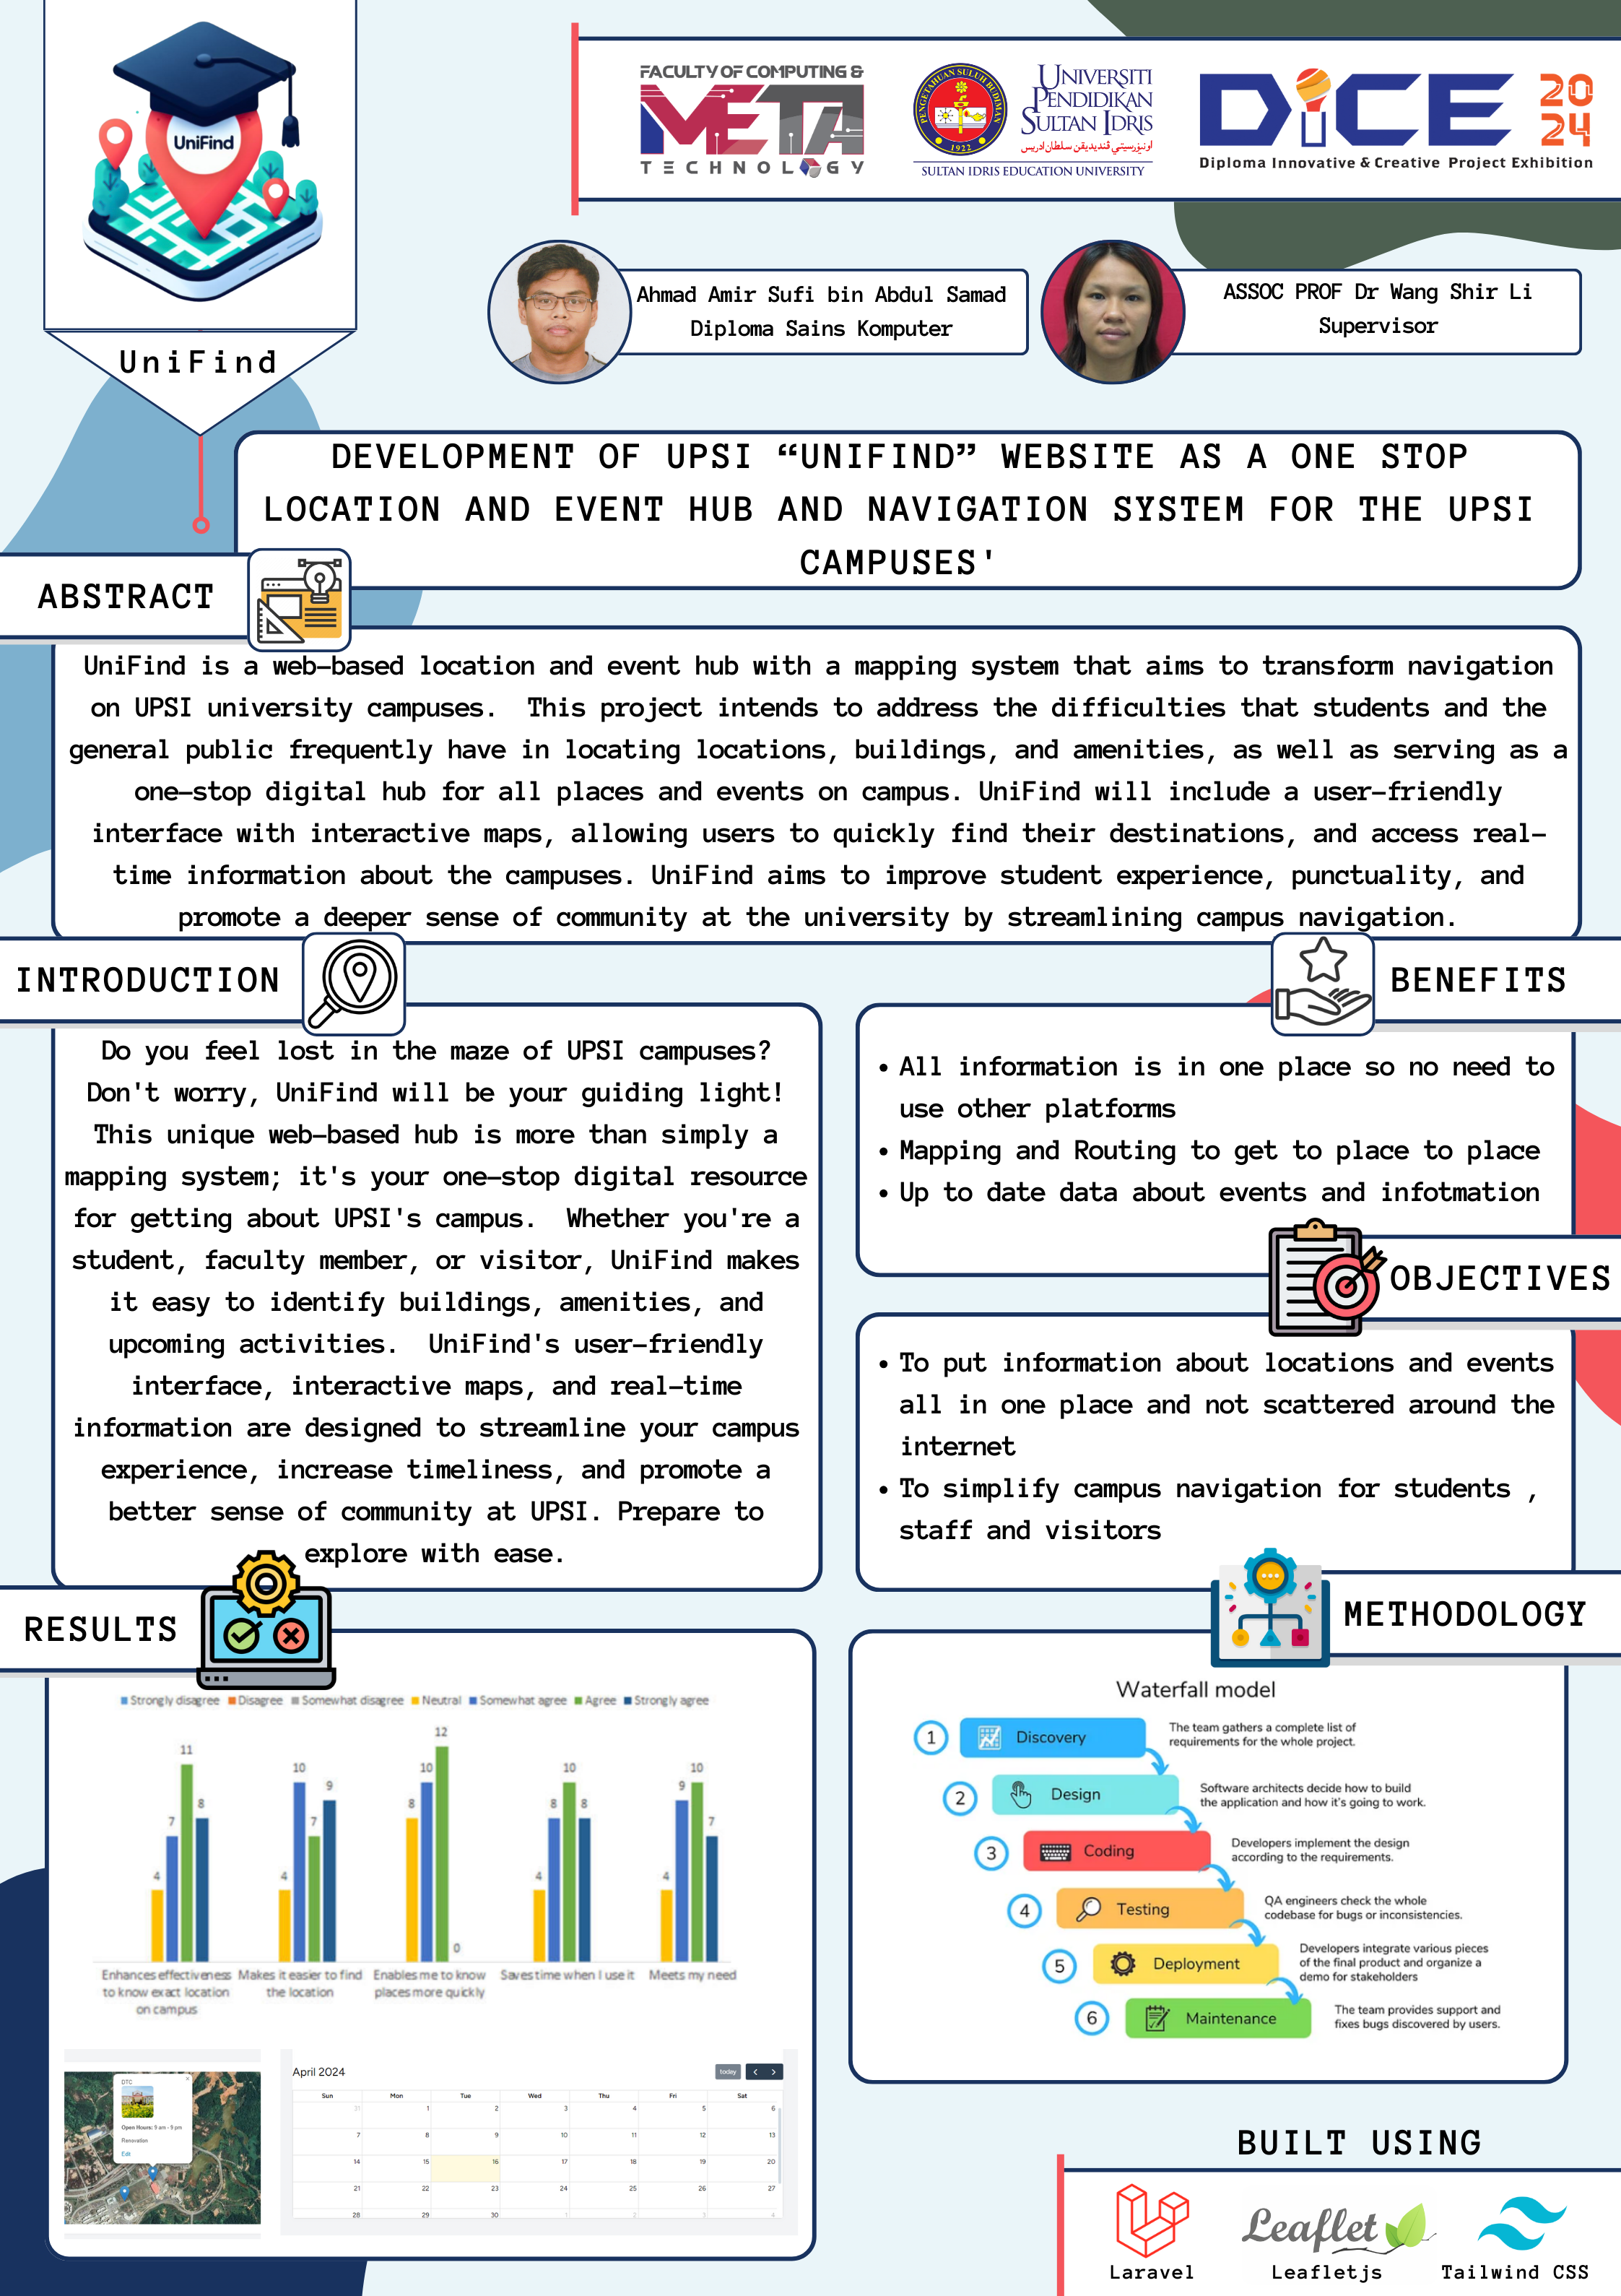 UniFind
UniFind
FACULTY OF COMPUTING &
META
TECHNOLOGY
PENGETAHUAN SULUH BUDIMAN
1922
UNIVERSITI
PENDIDIKAN
SULTAN IDRIS
اونيۏرسيتي ڤنديديقن سلطان ادريس
SULTAN IDRIS EDUCATION UNIVERSITY
DiCE 2024
Diploma Innovative & Creative Project Exhibition
Ahmad Amir Sufi bin Abdul Samad
Diploma Sains Komputer
ASSOC PROF Dr Wang Shir Li
Supervisor
DEVELOPMENT OF UPSI “UNIFIND” WEBSITE AS A ONE STOP
LOCATION AND EVENT HUB AND NAVIGATION SYSTEM FOR THE UPSI
CAMPUSES'
ABSTRACT
UniFind is a web-based location and event hub with a mapping system that aims to transform navigation
on UPSI university campuses.  This project intends to address the difficulties that students and the
general public frequently have in locating locations, buildings, and amenities, as well as serving as a
one-stop digital hub for all places and events on campus. UniFind will include a user-friendly
interface with interactive maps, allowing users to quickly find their destinations, and access real-
time information about the campuses. UniFind aims to improve student experience, punctuality, and
promote a deeper sense of community at the university by streamlining campus navigation.
INTRODUCTION
Do you feel lost in the maze of UPSI campuses?
Don't worry, UniFind will be your guiding light!
This unique web-based hub is more than simply a
mapping system; it's your one-stop digital resource
for getting about UPSI's campus.  Whether you're a
student, faculty member, or visitor, UniFind makes
it easy to identify buildings, amenities, and
upcoming activities.  UniFind's user-friendly
interface, interactive maps, and real-time
information are designed to streamline your campus
experience, increase timeliness, and promote a
better sense of community at UPSI. Prepare to
explore with ease.
BENEFITS
• All information is in one place so no need to
use other platforms
• Mapping and Routing to get to place to place
• Up to date data about events and infotmation
OBJECTIVES
• To put information about locations and events
all in one place and not scattered around the
internet
• To simplify campus navigation for students ,
staff and visitors
RESULTS
Strongly disagree Disagree Somewhat disagree Neutral Somewhat agree Agree Strongly agree
4 7 11 8
4 10 7 9
8 10 12 0
4 8 10 8
4 9 10 7
Enhances effectiveness
to know exact location
on campus
Makes it easier to find
the location
Enables me to know
places more quickly
Saves time when I use it
Meets my need
DTC
Open Hours: 9 am - 5 pm
Renovation
Edit
April 2024
today < >
Sun Mon Tue Wed Thu Fri Sat
31 1 2 3 4 5 6
7 8 9 10 11 12 13
14 15 16 17 18 19 20
21 22 23 24 25 26 27
28 29 30 1 2 3 4
METHODOLOGY
Waterfall model
1 Discovery
The team gathers a complete list of
requirements for the whole project.
2 Design
Software architects decide how to build
the application and how it's going to work.
3 Coding
Developers implement the design
according to the requirements.
4 Testing
QA engineers check the whole
codebase for bugs or inconsistencies.
5 Deployment
Developers integrate various pieces
of the final product and organize a
demo for stakeholders
6 Maintenance
The team provides support and
fixes bugs discovered by users.
BUILT USING
Leaflet
Laravel
Leafletjs
Tailwind CSS